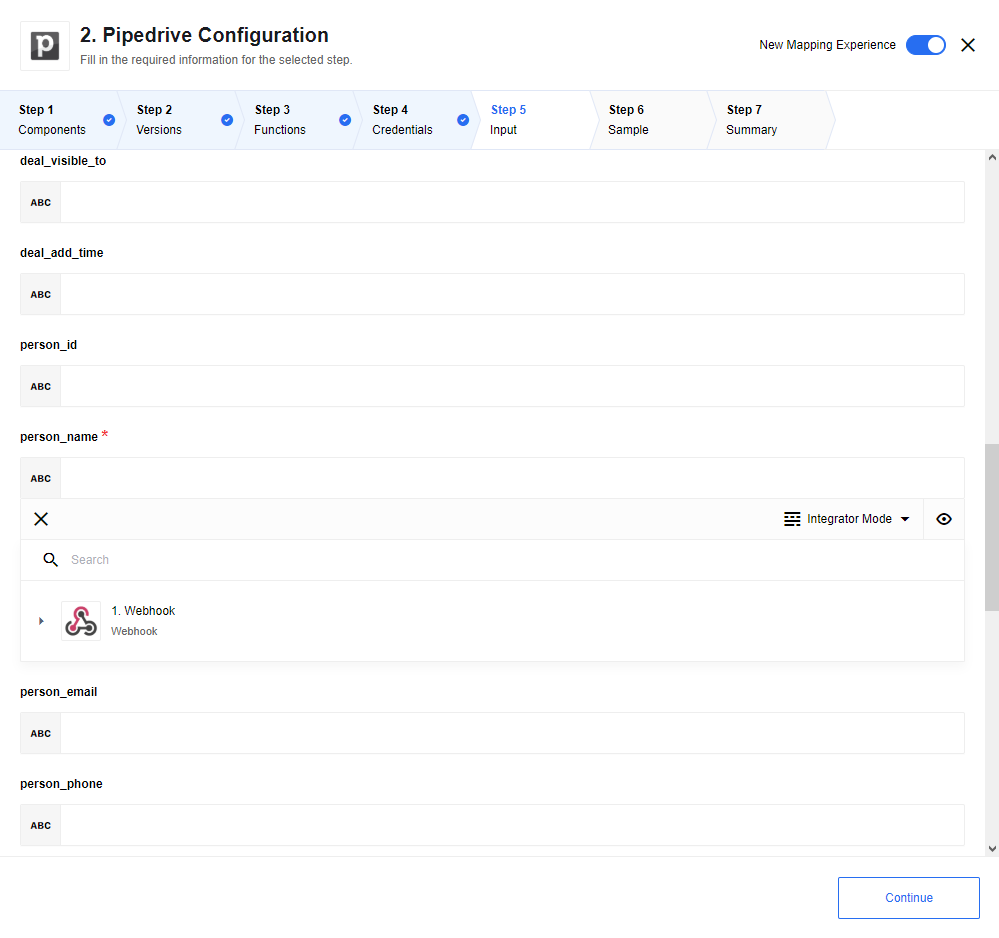 p
2. Pipedrive Configuration
Fill in the required information for the selected step.
New Mapping Experience
Step 1
Components
Step 2
Versions
Step 3
Functions
Step 4
Credentials
Step 5
Input
Step 6
Sample
Step 7
Summary
deal_visible_to
ABC
deal_add_time
ABC
person_id
ABC
person_name *
ABC
Integrator Mode
Search
1. Webhook
Webhook
person_email
ABC
person_phone
ABC
Continue